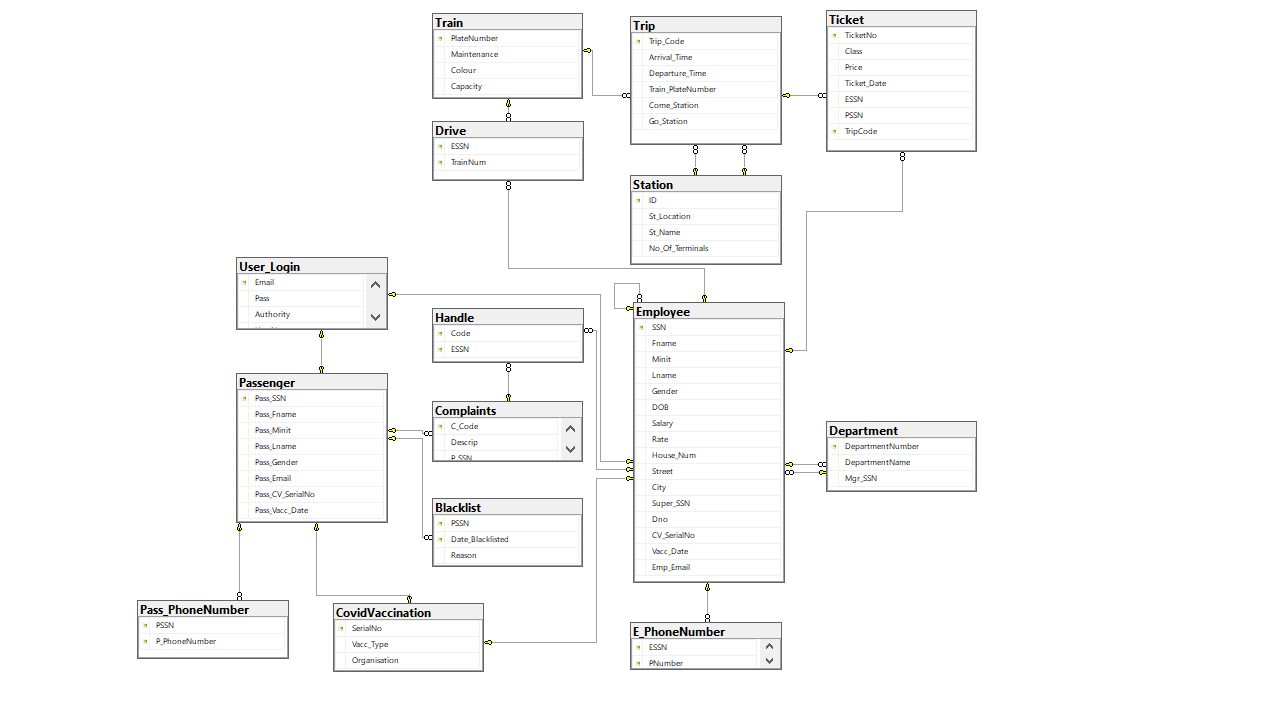 Train
PlateNumber
Maintenance
Colour
Capacity
Trip
Trip_Code
Arrival_Time
Departure_Time
Train_PlateNumber
Come_Station
Go_Station
Ticket
TicketNo
Class
Price
Ticket_Date
ESSN
PSSN
TripCode
Drive
ESSN
TrainNum
Station
ID
St_Location
St_Name
No_Of_Terminals
User_Login
Email
Pass
Authority
Handle
Code
ESSN
Employee
SSN
Fname
Minit
Lname
Gender
DOB
Salary
Rate
House_Num
Street
City
Super_SSN
Dno
CV_SerialNo
Vacc_Date
Emp_Email
Passenger
Pass_SSN
Pass_Fname
Pass_Minit
Pass_Lname
Pass_Gender
Pass_Email
Pass_CV_SerialNo
Pass_Vacc_Date
Complaints
C_Code
Descrip
P_SSN
Department
DepartmentNumber
DepartmentName
Mgr_SSN
Blacklist
PSSN
Date_Blacklisted
Reason
Pass_PhoneNumber
PSSN
P_PhoneNumber
CovidVaccination
SerialNo
Vacc_Type
Organisation
E_PhoneNumber
ESSN
PNumber